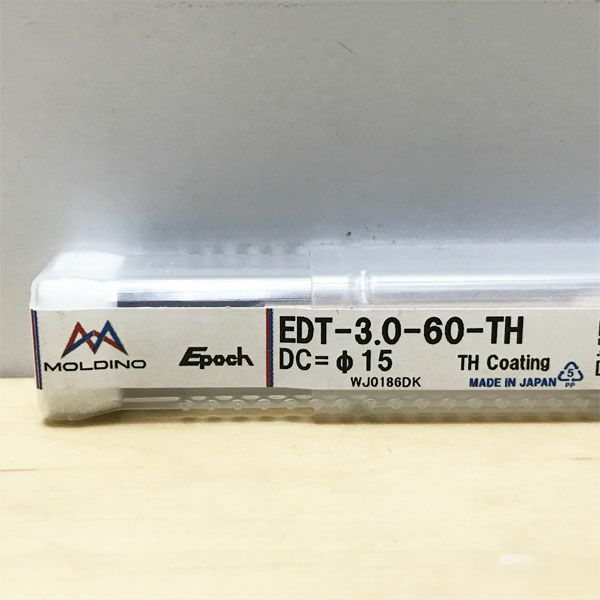 MOLDINO
Epoch
EDT-3.0-60-TH
DC=φ15 TH Coating
WJ0186DK
MADE IN JAPAN
5
PP